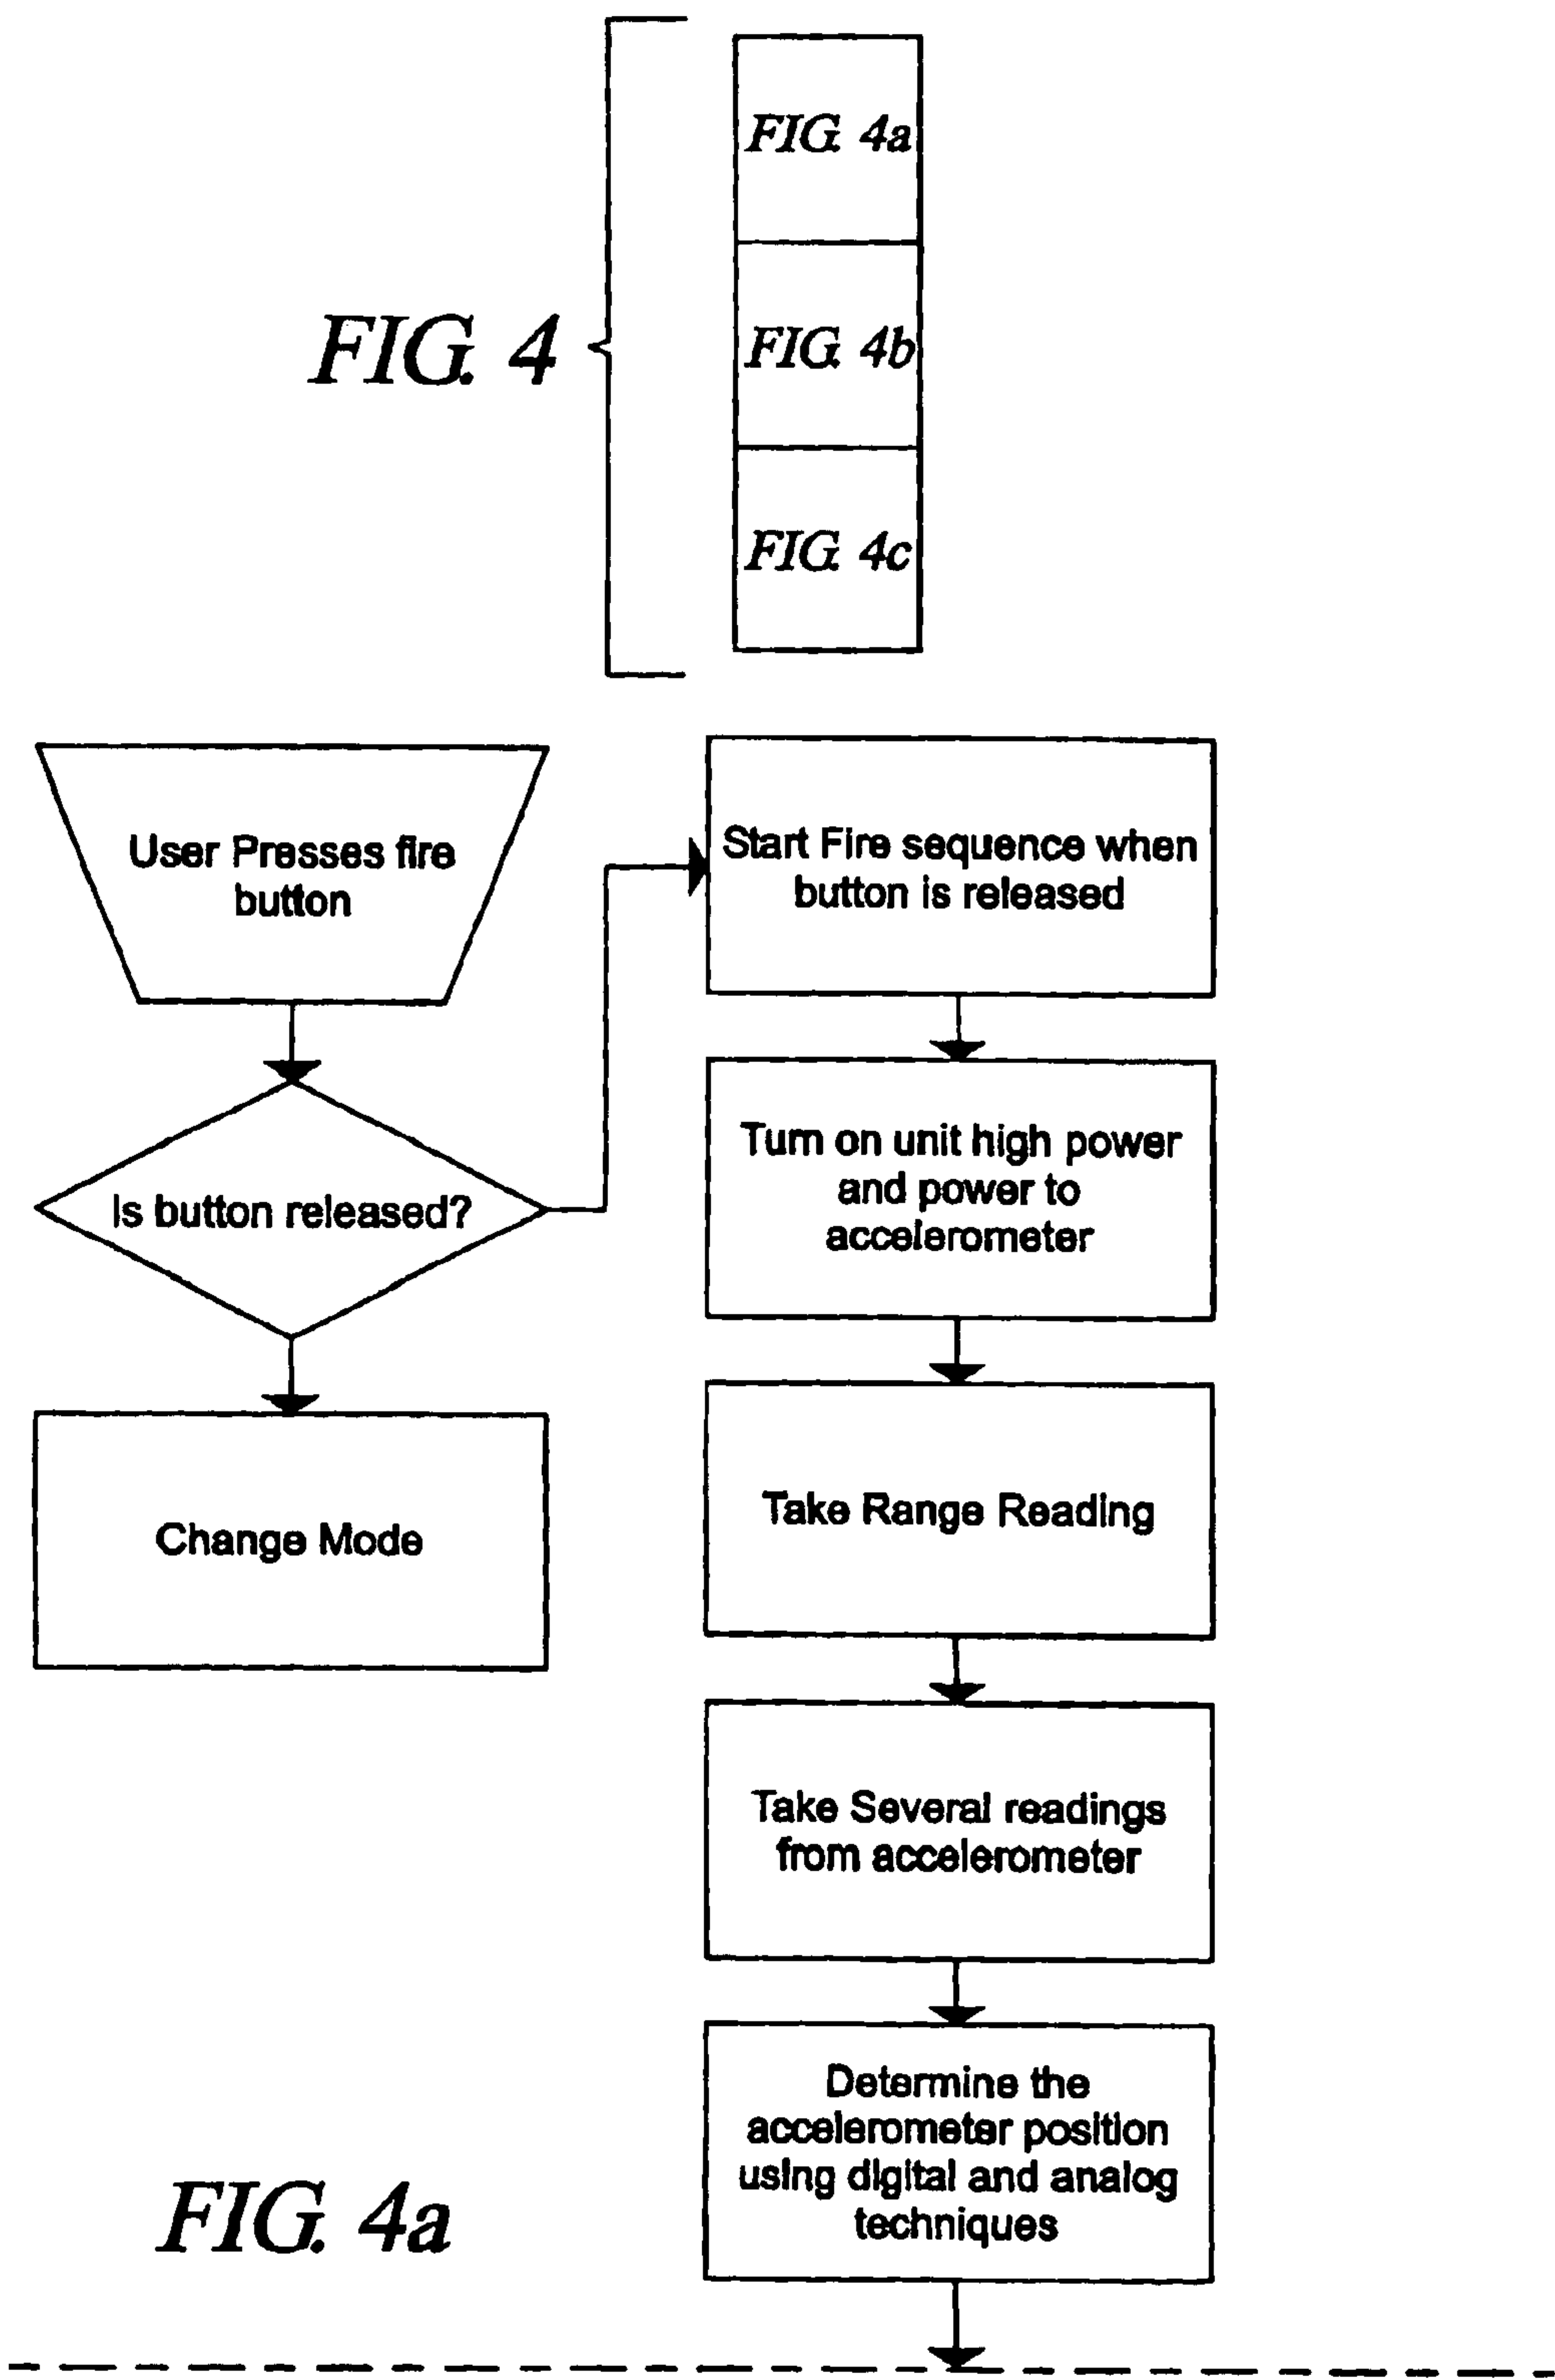 FIG. 4
FIG. 4a
FIG. 4b
FIG. 4c
User Presses fire
button
Is button released?
Change Mode
Start Fire sequence when
button is released
Turn on unit high power
and power to
accelerometer
Take Range Reading
Take Several readings
from accelerometer
Determine the
accelerometer position
using digital and analog
techniques
FIG. 4a